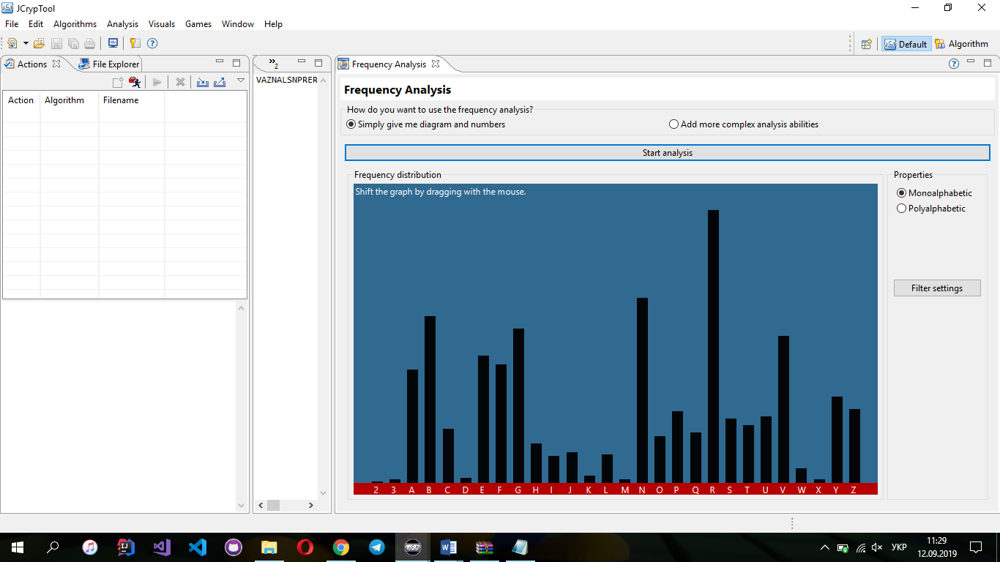 JCrypTool
File Edit Algorithms Analysis Visuals Games Window Help
Default Algorithm
Actions File Explorer
2
Frequency Analysis
Action Algorithm Filename
VAZNALSNPRER
Frequency Analysis
How do you want to use the frequency analysis?
Simply give me diagram and numbers Add more complex analysis abilities
Start analysis
Frequency distribution
Shift the graph by dragging with the mouse.
2 3 A B C D E F G H I J K L M N O P Q R S T U V W X Y Z
Properties
Monoalphabetic
Polyalphabetic
Filter settings
УКР
11:29
12.09.2019